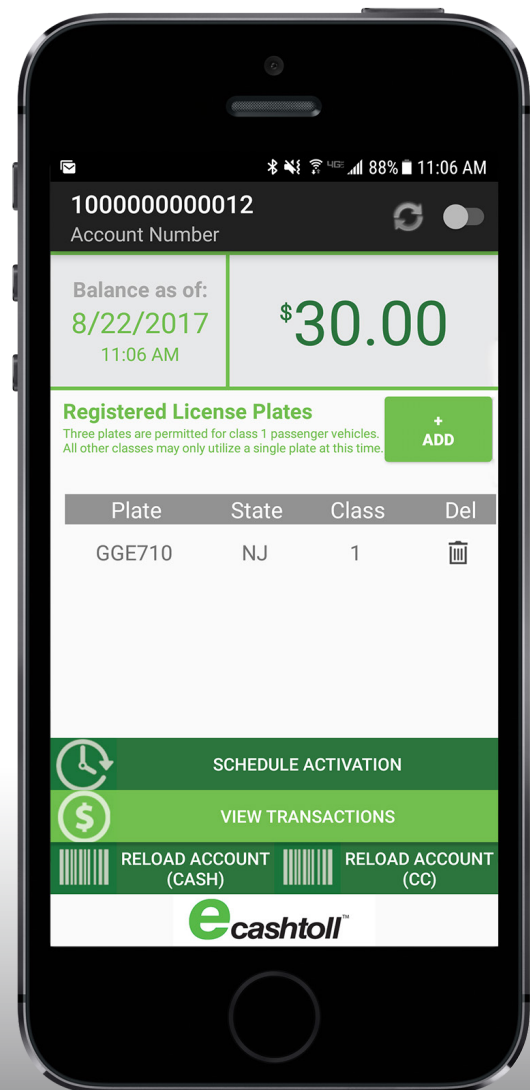 4GE 88% 11:06 AM
1000000000012
Account Number
Balance as of:
8/22/2017
11:06 AM
$30.00
Registered License Plates
Three plates are permitted for class 1 passenger vehicles.
All other classes may only utilize a single plate at this time.
+
ADD
Plate State Class Del
GGE710 NJ 1
SCHEDULE ACTIVATION
$
VIEW TRANSACTIONS
RELOAD ACCOUNT
(CASH)
RELOAD ACCOUNT
(CC)
ecashtoll™